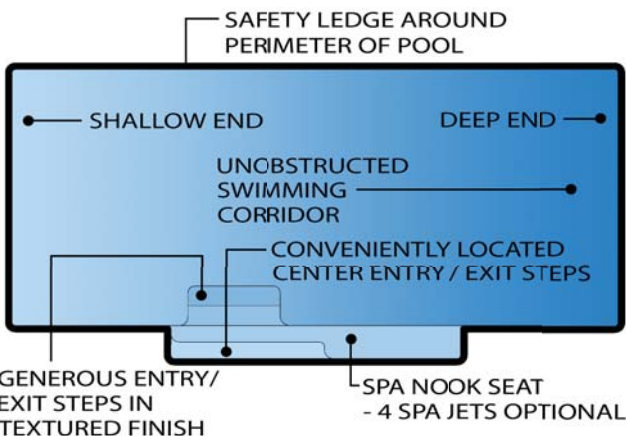 SAFETY LEDGE AROUND
PERIMETER OF POOL
SHALLOW END
DEEP END
UNOBSTRUCTED
SWIMMING
CORRIDOR
CONVENIENTLY LOCATED
CENTER ENTRY / EXIT STEPS
GENEROUS ENTRY/
EXIT STEPS IN
TEXTURED FINISH
SPA NOOK SEAT
- 4 SPA JETS OPTIONAL